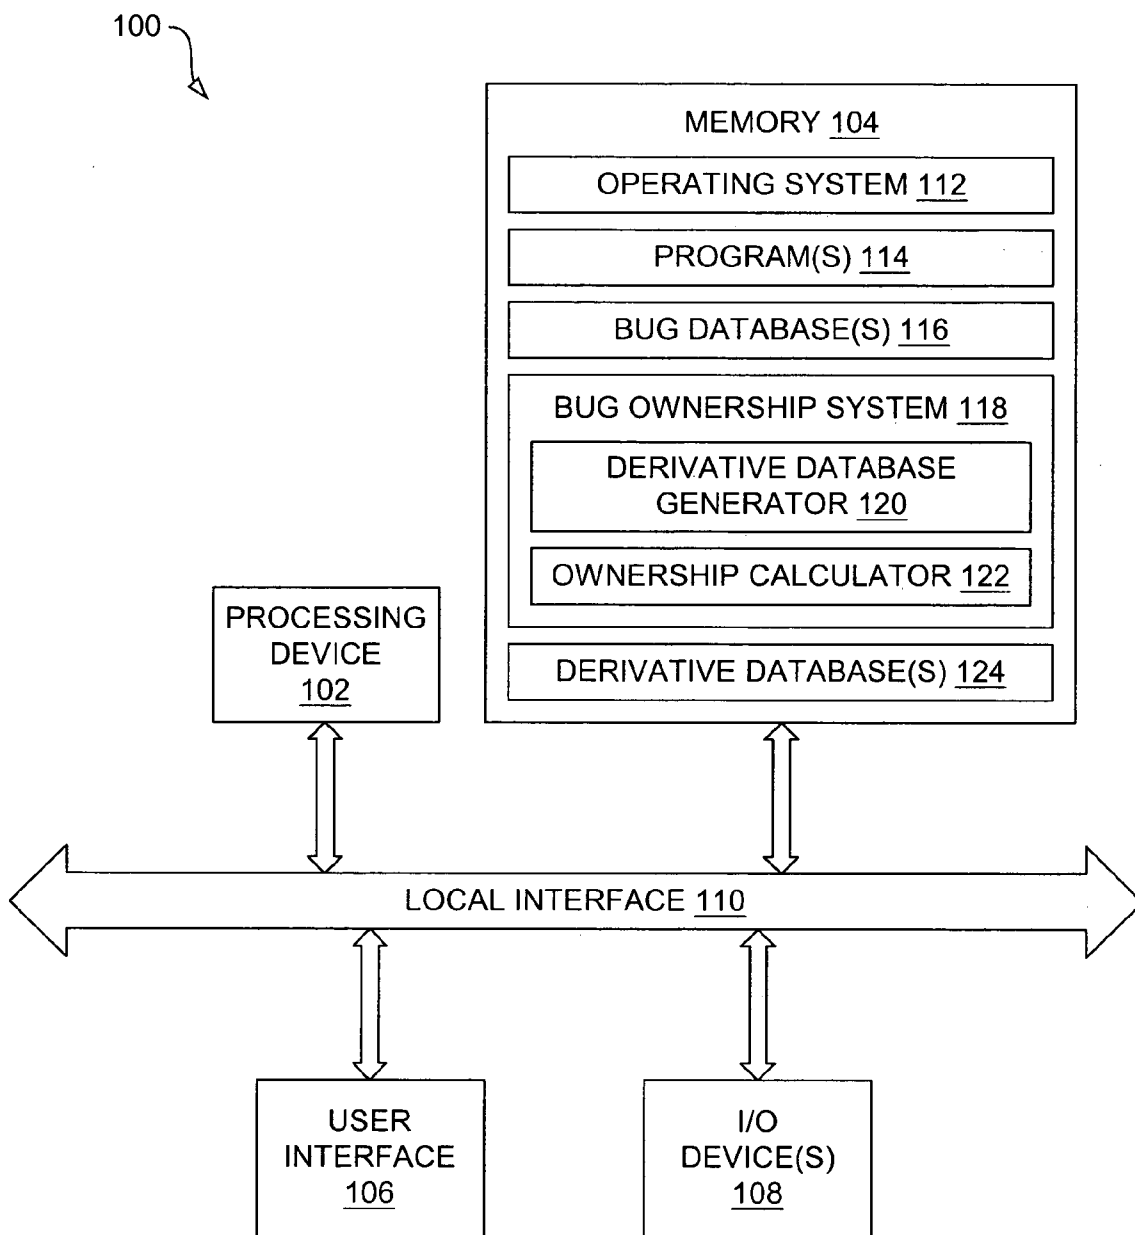 100
MEMORY 104
OPERATING SYSTEM 112
PROGRAM(S) 114
BUG DATABASE(S) 116
BUG OWNERSHIP SYSTEM 118
DERIVATIVE DATABASE
GENERATOR 120
OWNERSHIP CALCULATOR 122
DERIVATIVE DATABASE(S) 124
PROCESSING
DEVICE
102
LOCAL INTERFACE 110
USER
INTERFACE
106
I/O
DEVICE(S)
108